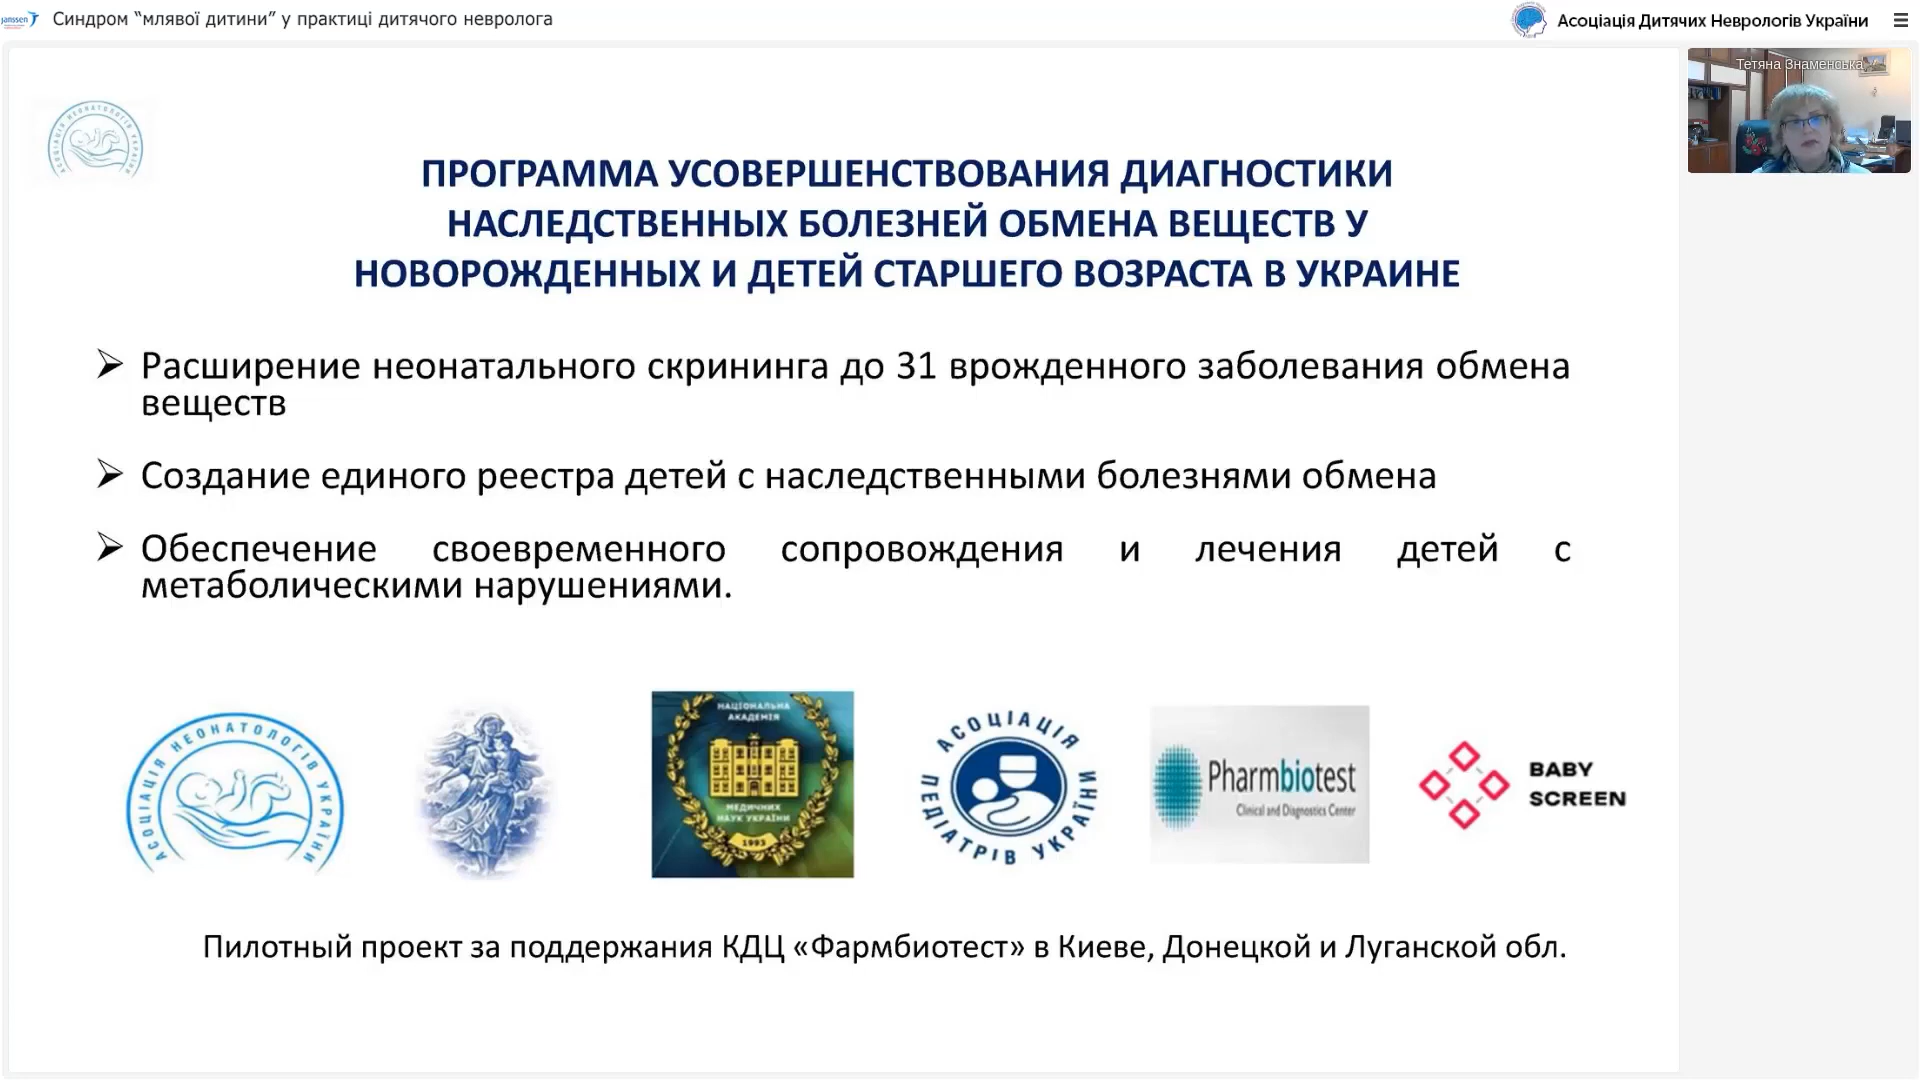 janssen
Синдром “млявої дитини” у практиці дитячого невролога
Асоціація Дитячих Неврологів України
Тетяна Знаменська
АСОЦІАЦІЯ НЕОНАТОЛОГІВ УКРАЇНИ
ПРОГРАММА УСОВЕРШЕНСТВОВАНИЯ ДИАГНОСТИКИ
НАСЛЕДСТВЕННЫХ БОЛЕЗНЕЙ ОБМЕНА ВЕЩЕСТВ У
НОВОРОЖДЕННЫХ И ДЕТЕЙ СТАРШЕГО ВОЗРАСТА В УКРАИНЕ
Расширение неонатального скрининга до 31 врожденного заболевания обмена
веществ
Создание единого реестра детей с наследственными болезнями обмена
Обеспечение своевременного сопровождения и лечения детей с
метаболическими нарушениями.
АСОЦІАЦІЯ НЕОНАТОЛОГІВ УКРАЇНИ
НАЦІОНАЛЬНА
АКАДЕМІЯ
МЕДИЧНИХ
НАУК УКРАЇНИ
1993
АСОЦІАЦІЯ
ПЕДІАТРІВ УКРАЇНИ
Pharmbiotest
Clinical and Diagnostics Center
BABY
SCREEN
Пилотный проект за поддержания КДЦ «Фармбиотест» в Киеве, Донецкой и Луганской обл.